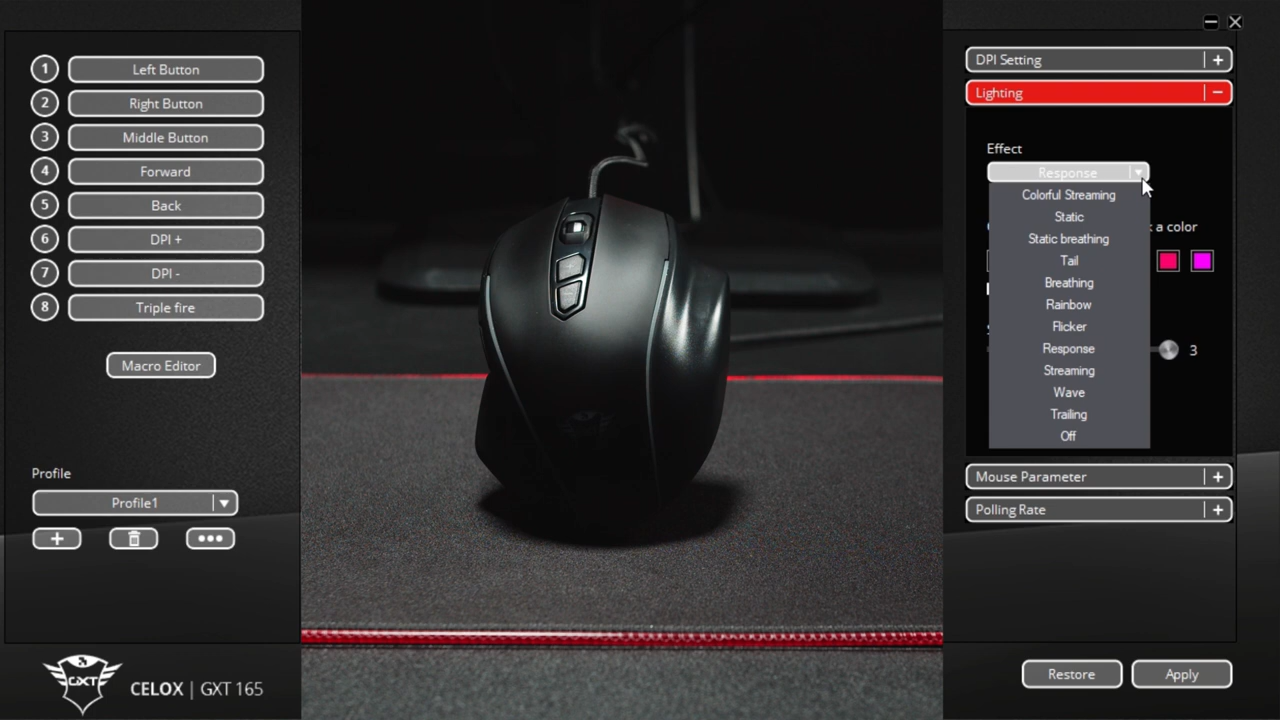 1 Left Button
2 Right Button
3 Middle Button
4 Forward
5 Back
6 DPI +
7 DPI -
8 Triple fire
Macro Editor
Profile
Profile1
GXT
CELOX | GXT 165
DPI Setting +
Lighting −
Effect
Response
Colorful Streaming
Static
Static breathing
Tail
Breathing
Rainbow
Flicker
Response
Streaming
Wave
Trailing
Off
a color
3
Mouse Parameter +
Polling Rate +
Restore
Apply